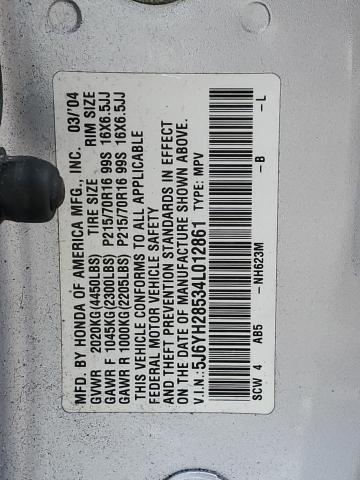 MFD. BY HONDA OF AMERICA MFG., INC. 03/'04
GVWR 2020KG(4450LBS) TIRE SIZE RIM SIZE
GAWR F 1045KG(2300LBS) P215/70R16 99S 16X6.5JJ
GAWR R 1000KG(2205LBS) P215/70R16 99S 16X6.5JJ
THIS VEHICLE CONFORMS TO ALL APPLICABLE
FEDERAL MOTOR VEHICLE SAFETY
AND THEFT PREVENTION STANDARDS IN EFFECT
ON THE DATE OF MANUFACTURE SHOWN ABOVE.
V.I.N.: 5J6YH28534L012861 TYPE: MPV
SCW 4 AB5 -NH623M -B -L